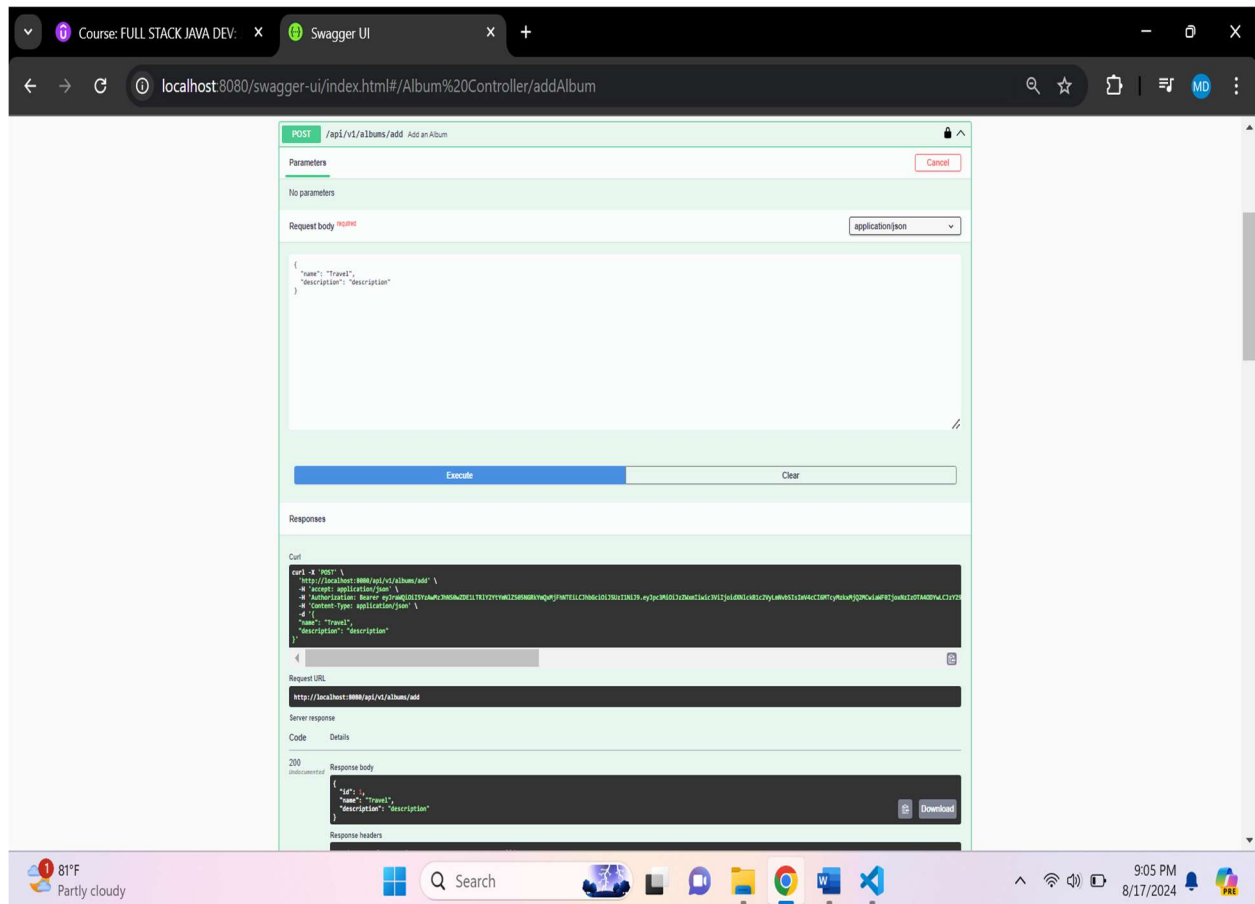 Course: FULL STACK JAVA DEV:
Swagger UI
localhost:8080/swagger-ui/index.html#/Album%20Controller/addAlbum
MD
POST /api/v1/albums/add Add an Album
Parameters
Cancel
No parameters
Request body required
application/json
{
"name": "Travel",
"description": "description"
}
Execute
Clear
Responses
Curl
curl -X 'POST' \
'http://localhost:8080/api/v1/albums/add' \
-H 'accept: application/json' \
-H 'Authorization: Bearer
-H 'Content-Type: application/json' \
-d '{
"name": "Travel",
"description": "description"
}'
Request URL
http://localhost:8080/api/v1/albums/add
Server response
Code Details
200
Undocumented
Response body
{
"id": 1,
"name": "Travel",
"description": "description"
}
Download
Response headers
1
81°F
Partly cloudy
Search
9:05 PM
8/17/2024
PRE